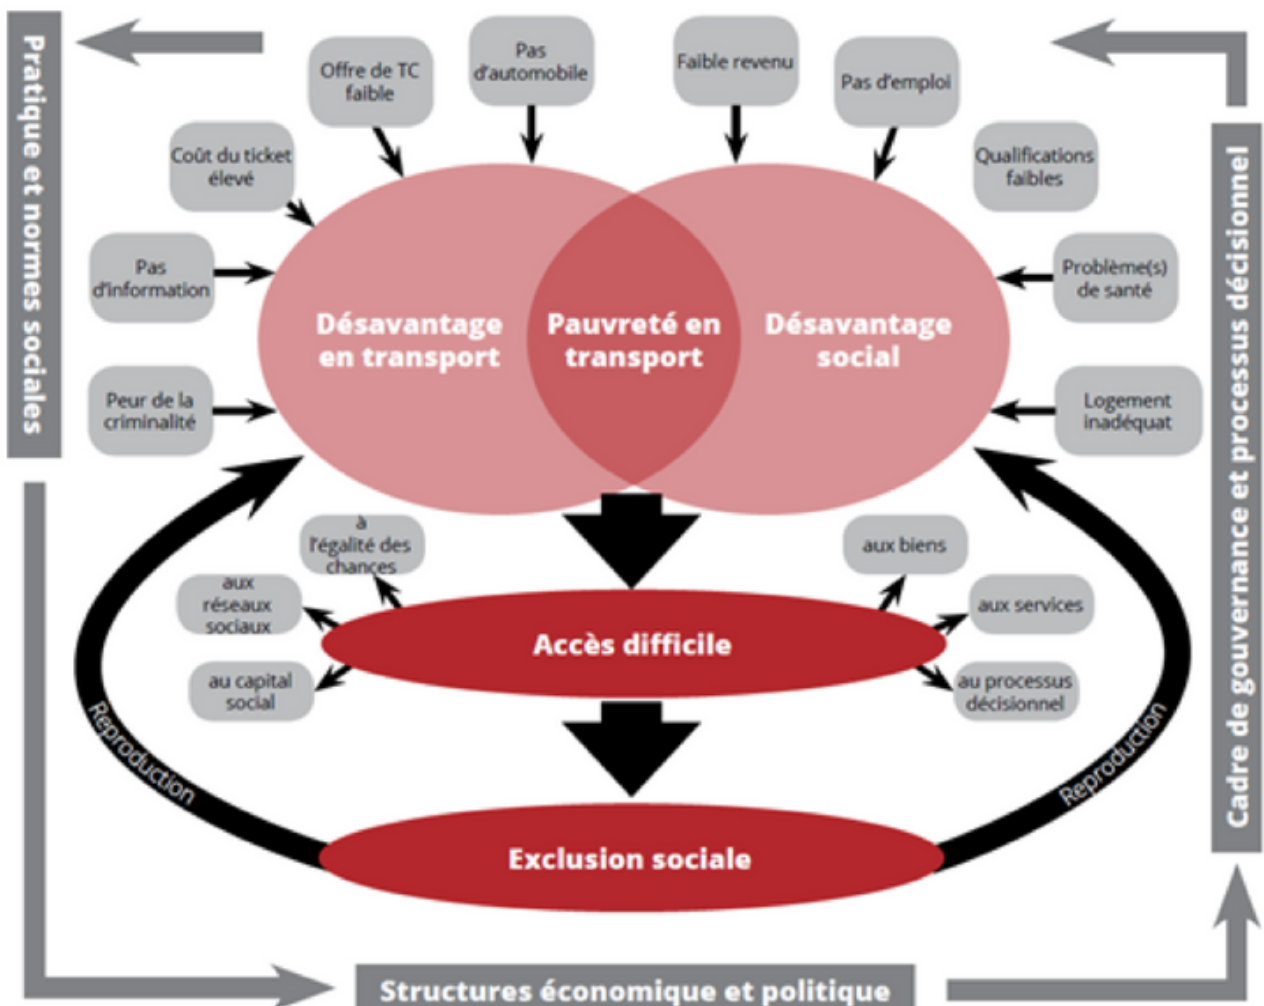 Pratique et normes sociales
Offre de TC
faible
Pas
d'automobile
Faible revenu
Pas d'emploi
Coût du ticket
élevé
Qualifications
faibles
Pas
d'information
Problème(s)
de santé
Peur de la
criminalité
Logement
inadéquat
Désavantage
en transport
Pauvreté en
transport
Désavantage
social
Cadre de gouvernance et processus décisionnel
à
l'égalité des
chances
aux
réseaux
sociaux
au capital
social
aux biens
aux services
au processus
décisionnel
Accès difficile
Reproduction
Reproduction
Exclusion sociale
Structures économique et politique